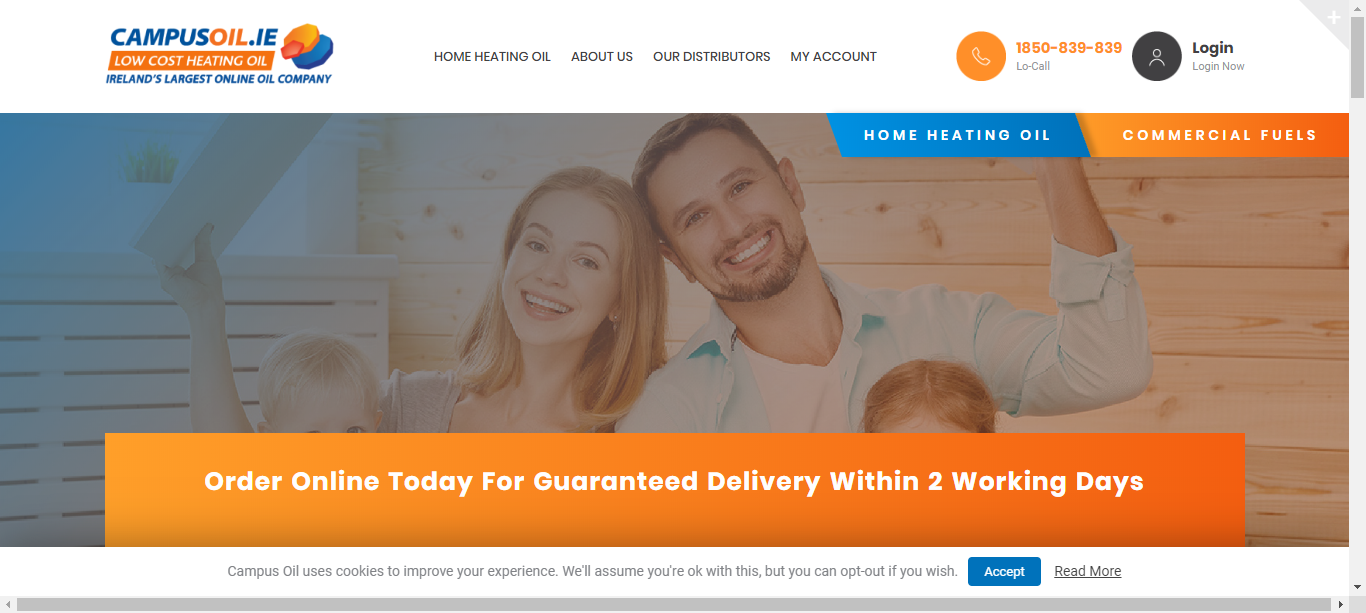 CAMPUSOIL.IE
LOW COST HEATING OIL
IRELAND'S LARGEST ONLINE OIL COMPANY
HOME HEATING OIL
ABOUT US
OUR DISTRIBUTORS
MY ACCOUNT
1850-839-839
Lo-Call
Login
Login Now
HOME HEATING OIL
COMMERCIAL FUELS
Order Online Today For Guaranteed Delivery Within 2 Working Days
Campus Oil uses cookies to improve your experience. We'll assume you're ok with this, but you can opt-out if you wish.
Accept
Read More